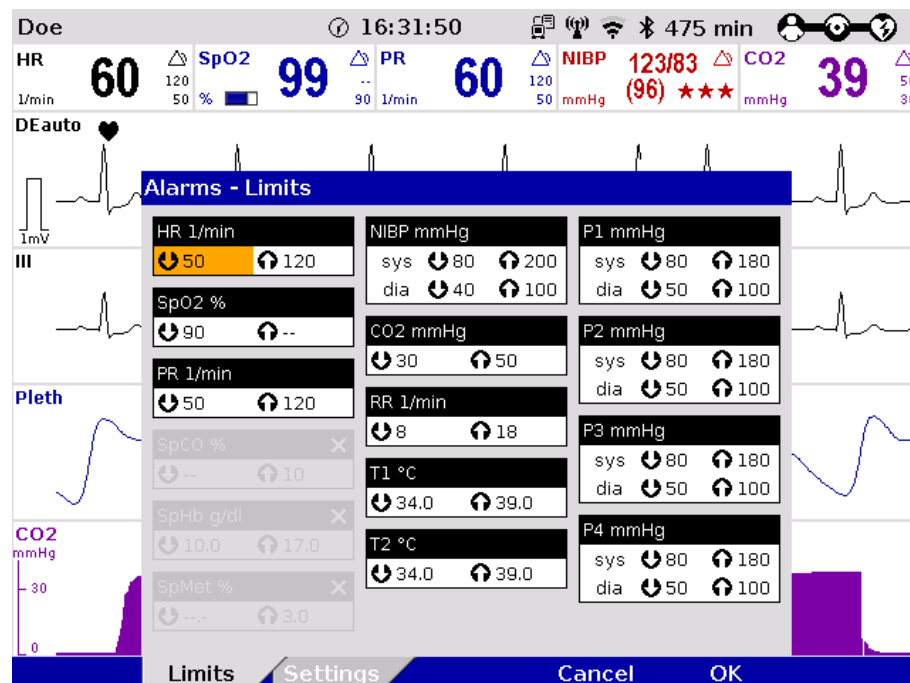 Doe 16:31:50 475 min
HR 60 120 50 1/min
SpO2 99 -- 90 %
PR 60 120 50 1/min
NIBP 123/83 (96) ★★★ mmHg
CO2 39 mmHg
DEauto
1mV
III
Pleth
CO2
mmHg
30
0
Alarms - Limits
HR 1/min
50 120
SpO2 %
90 --
PR 1/min
50 120
SpCO %
-- 10
SpHb g/dl
10.0 17.0
SpMet %
--.- 3.0
NIBP mmHg
sys 80 200
dia 40 100
CO2 mmHg
30 50
RR 1/min
8 18
T1 °C
34.0 39.0
T2 °C
34.0 39.0
P1 mmHg
sys 80 180
dia 50 100
P2 mmHg
sys 80 180
dia 50 100
P3 mmHg
sys 80 180
dia 50 100
P4 mmHg
sys 80 180
dia 50 100
Limits Settings Cancel OK